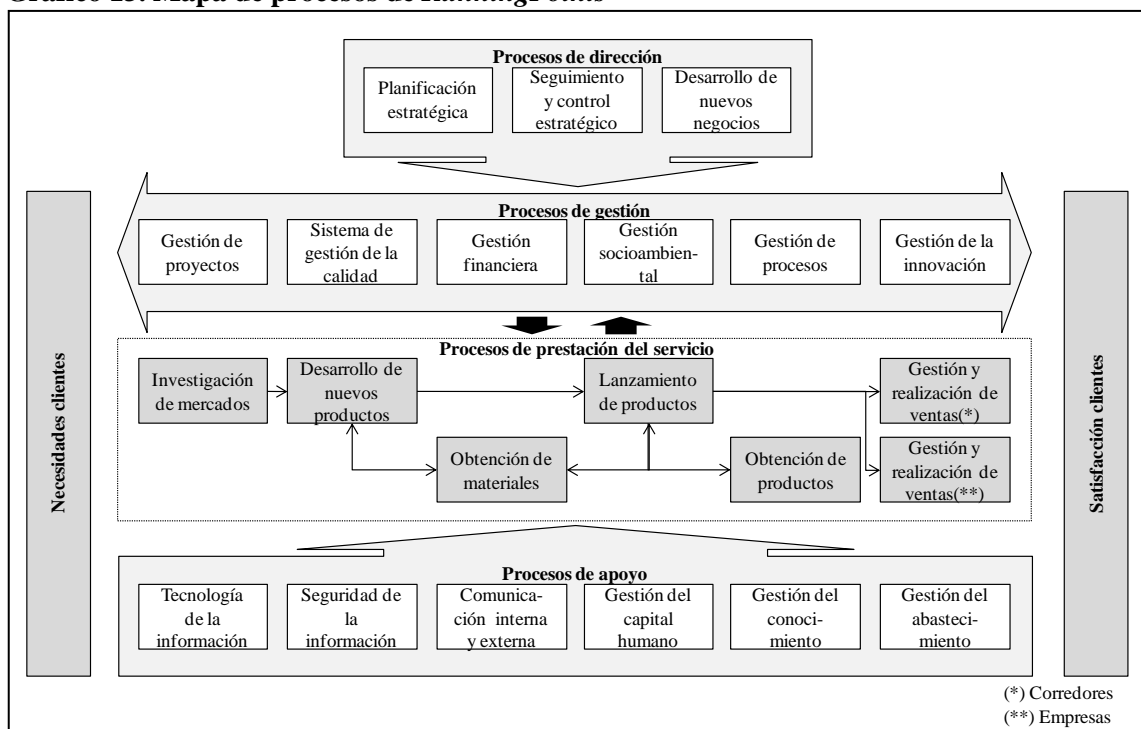 Gráfico Mapa de procesos de RunningPoints
Procesos de dirección
Planificación
estratégica
Seguimiento
y control
estratégico
Desarrollo de
nuevos
negocios
Procesos de gestión
Gestión de
proyectos
Sistema de
gestión de la
calidad
Gestión
financiera
Gestión
socioambien-
tal
Gestión de
procesos
Gestión de la
innovación
Necesidades clientes
Satisfacción clientes
Procesos de prestación del servicio
Investigación
de mercados
Desarrollo de
nuevos
productos
Lanzamiento
de productos
Gestión y
realización de
ventas(*)
Obtención de
materiales
Obtención de
productos
Gestión y
realización de
ventas(**)
Procesos de apoyo
Tecnología
de la
información
Seguridad de
la
información
Comunica-
ción interna
y externa
Gestión del
capital
humano
Gestión del
conoci-
miento
Gestión del
abasteci-
miento
(*) Corredores
(**) Empresas